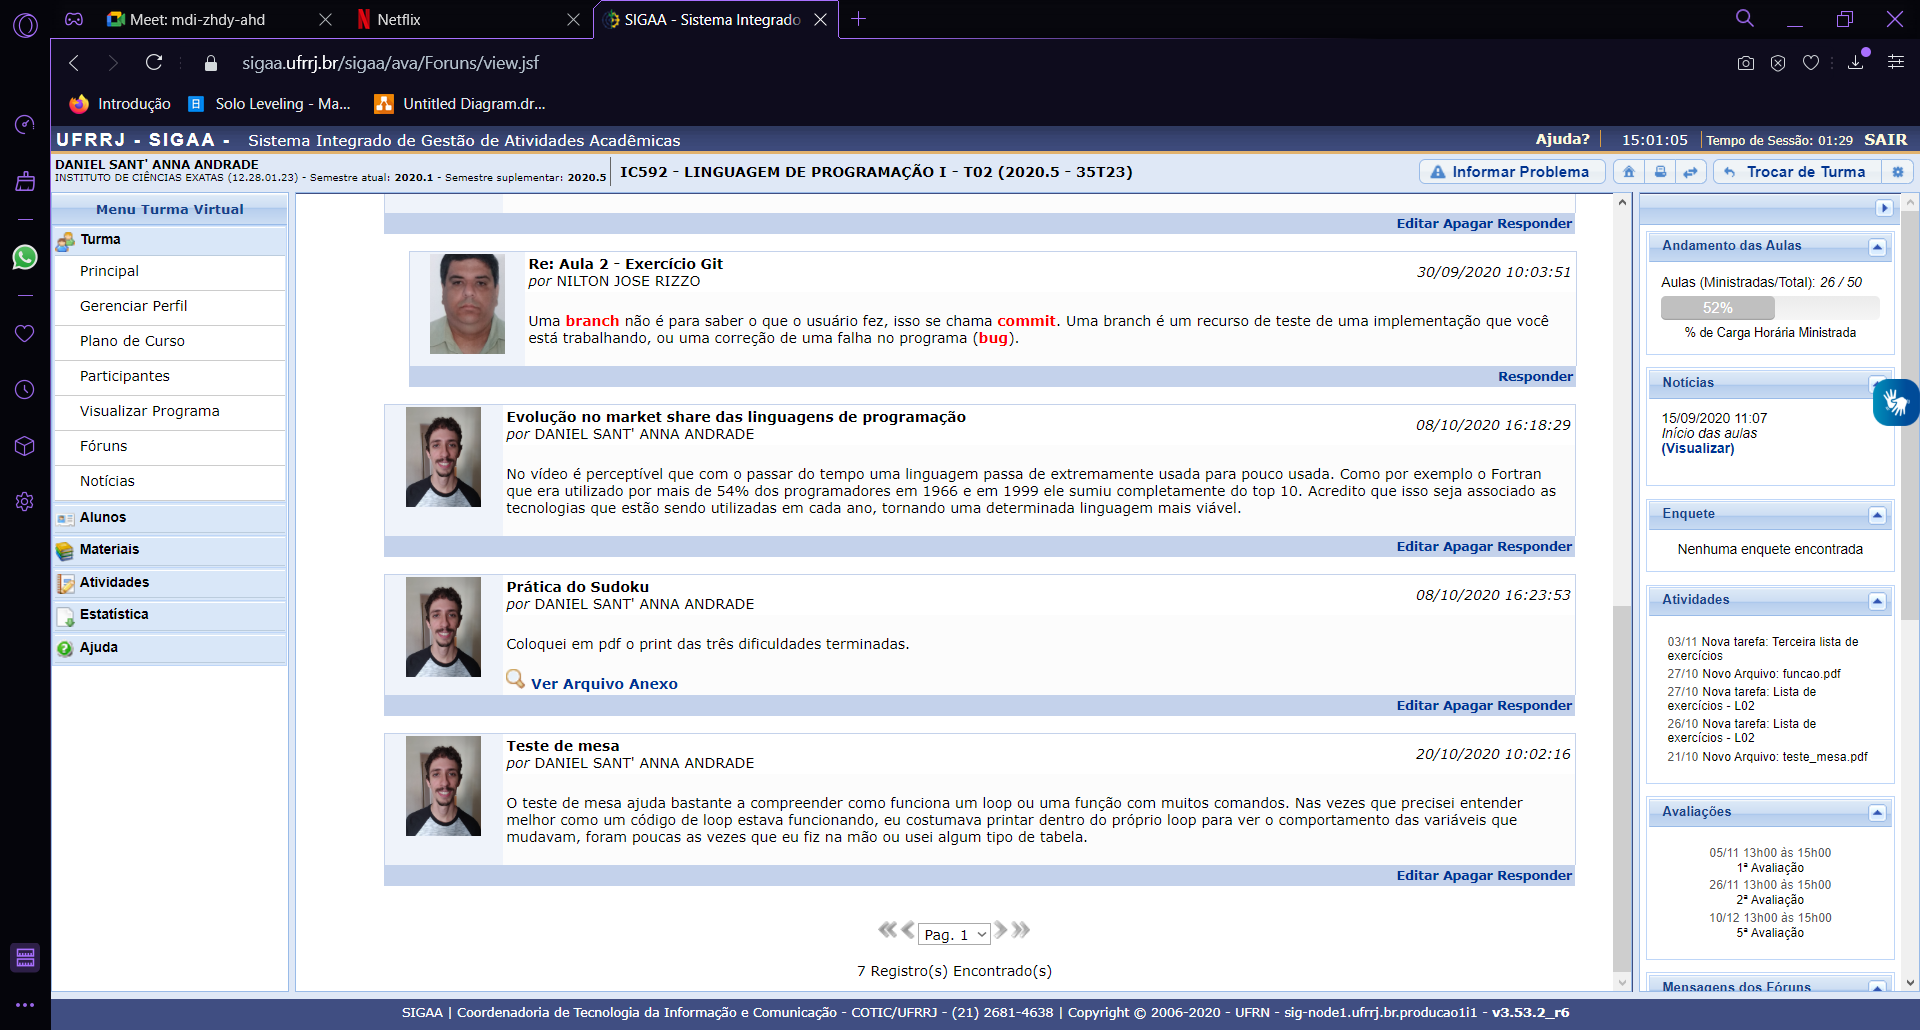 Meet: mdi-zhdy-ahd
Netflix
SIGAA - Sistema Integrado
sigaa.ufrrj.br/sigaa/ava/Foruns/view.jsf
Introdução
Solo Leveling - Ma...
Untitled Diagram.dr...
UFRRJ - SIGAA - Sistema Integrado de Gestão de Atividades Acadêmicas
Ajuda?
15:01:05
Tempo de Sessão: 01:29
SAIR
DANIEL SANT' ANNA ANDRADE
INSTITUTO DE CIÊNCIAS EXATAS (12.28.01.23) - Semestre atual: 2020.1 - Semestre suplementar: 2020.5
IC592 - LINGUAGEM DE PROGRAMAÇÃO I - T02 (2020.5 - 35T23)
Informar Problema
Trocar de Turma
Menu Turma Virtual
Turma
Principal
Gerenciar Perfil
Plano de Curso
Participantes
Visualizar Programa
Fóruns
Notícias
Alunos
Materiais
Atividades
Estatística
Ajuda
Editar Apagar Responder
Re: Aula 2 - Exercício Git
por NILTON JOSE RIZZO
30/09/2020 10:03:51
Uma branch não é para saber o que o usuário fez, isso se chama commit. Uma branch é um recurso de teste de uma implementação que você
está trabalhando, ou uma correção de uma falha no programa (bug).
Responder
Evolução no market share das linguagens de programação
por DANIEL SANT' ANNA ANDRADE
08/10/2020 16:18:29
No vídeo é perceptível que com o passar do tempo uma linguagem passa de extremamente usada para pouco usada. Como por exemplo o Fortran
que era utilizado por mais de 54% dos programadores em 1966 e em 1999 ele sumiu completamente do top 10. Acredito que isso seja associado as
tecnologias que estão sendo utilizadas em cada ano, tornando uma determinada linguagem mais viável.
Editar Apagar Responder
Prática do Sudoku
por DANIEL SANT' ANNA ANDRADE
08/10/2020 16:23:53
Coloquei em pdf o print das três dificuldades terminadas.
Ver Arquivo Anexo
Editar Apagar Responder
Teste de mesa
por DANIEL SANT' ANNA ANDRADE
20/10/2020 10:02:16
O teste de mesa ajuda bastante a compreender como funciona um loop ou uma função com muitos comandos. Nas vezes que precisei entender
melhor como um código de loop estava funcionando, eu costumava printar dentro do próprio loop para ver o comportamento das variáveis que
mudavam, foram poucas as vezes que eu fiz na mão ou usei algum tipo de tabela.
Editar Apagar Responder
Pag. 1
7 Registro(s) Encontrado(s)
Andamento das Aulas
Aulas (Ministradas/Total): 26 / 50
52%
% de Carga Horária Ministrada
Notícias
15/09/2020 11:07
Início das aulas
(Visualizar)
Enquete
Nenhuma enquete encontrada
Atividades
03/11 Nova tarefa: Terceira lista de
exercícios
27/10 Novo Arquivo: funcao.pdf
27/10 Nova tarefa: Lista de
exercícios - L02
26/10 Nova tarefa: Lista de
exercícios - L02
21/10 Novo Arquivo: teste_mesa.pdf
Avaliações
05/11 13h00 às 15h00
1ª Avaliação
26/11 13h00 às 15h00
2ª Avaliação
10/12 13h00 às 15h00
5ª Avaliação
Mensagens dos Fóruns
SIGAA | Coordenadoria de Tecnologia da Informação e Comunicação - COTIC/UFRRJ - (21) 2681-4638 | Copyright © 2006-2020 - UFRN - sig-node1.ufrrj.br.producao1i1 - v3.53.2_r6